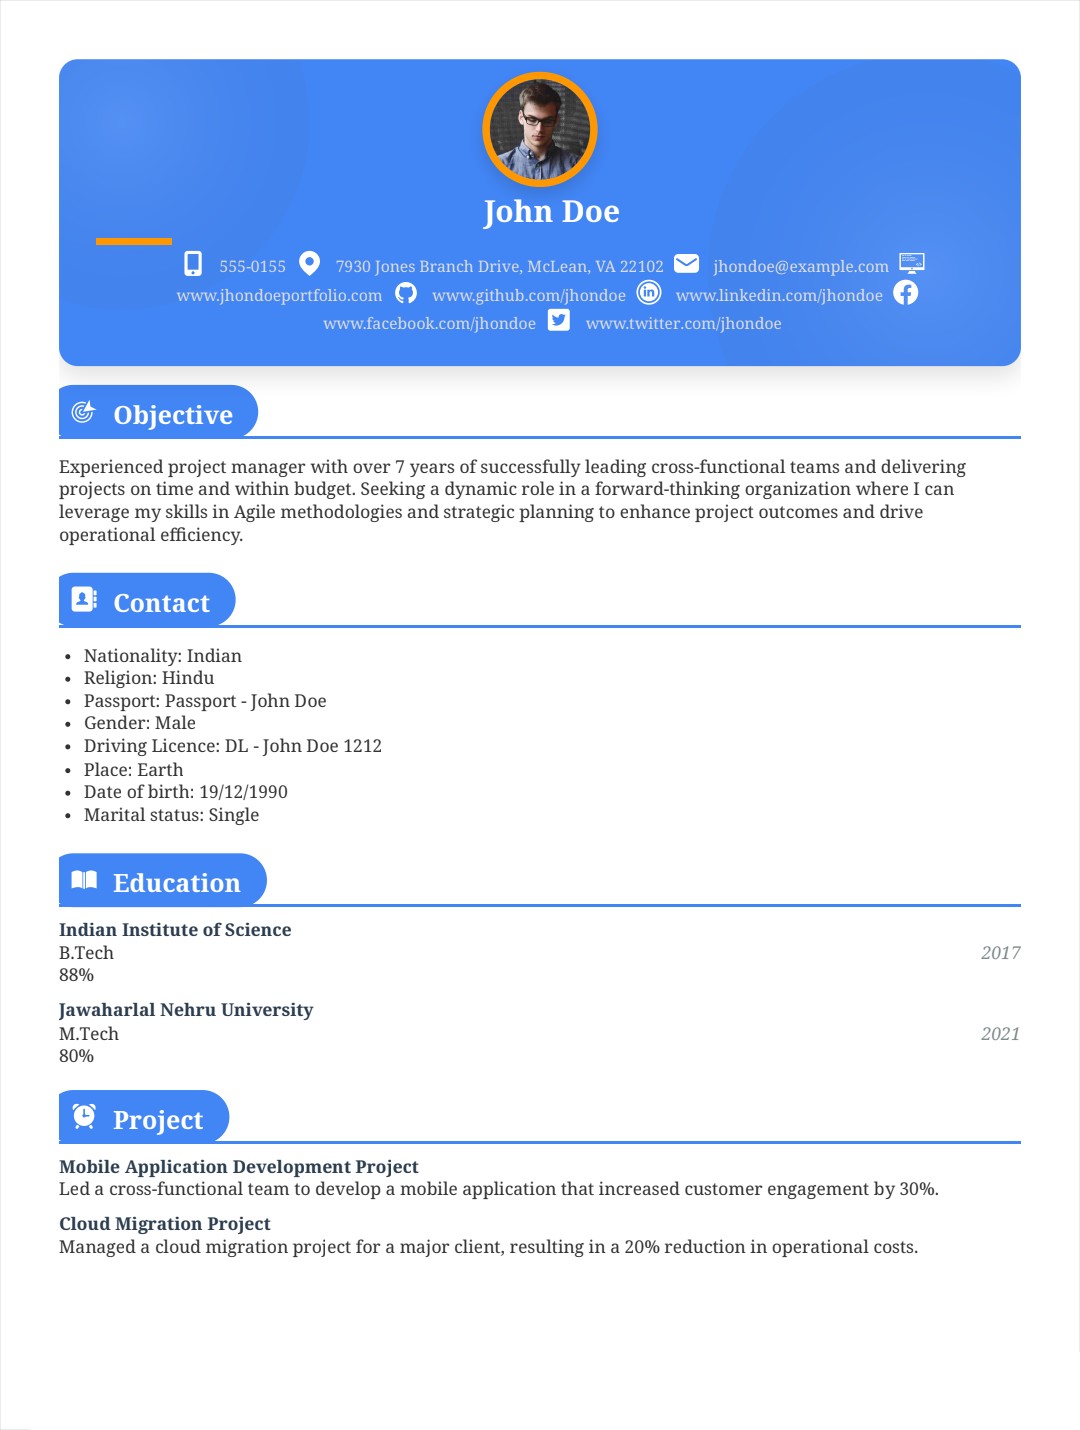 John Doe
555-0155 7930 Jones Branch Drive, McLean, VA 22102 jhondoe@example.com
www.jhondoeportfolio.com www.github.com/jhondoe www.linkedin.com/jhondoe
www.facebook.com/jhondoe www.twitter.com/jhondoe
Objective
Experienced project manager with over 7 years of successfully leading cross-functional teams and delivering
projects on time and within budget. Seeking a dynamic role in a forward-thinking organization where I can
leverage my skills in Agile methodologies and strategic planning to enhance project outcomes and drive
operational efficiency.
Contact
• Nationality: Indian
• Religion: Hindu
• Passport: Passport - John Doe
• Gender: Male
• Driving Licence: DL - John Doe 1212
• Place: Earth
• Date of birth: 19/12/1990
• Marital status: Single
Education
Indian Institute of Science
B.Tech 2017
88%
Jawaharlal Nehru University
M.Tech 2021
80%
Project
Mobile Application Development Project
Led a cross-functional team to develop a mobile application that increased customer engagement by 30%.
Cloud Migration Project
Managed a cloud migration project for a major client, resulting in a 20% reduction in operational costs.